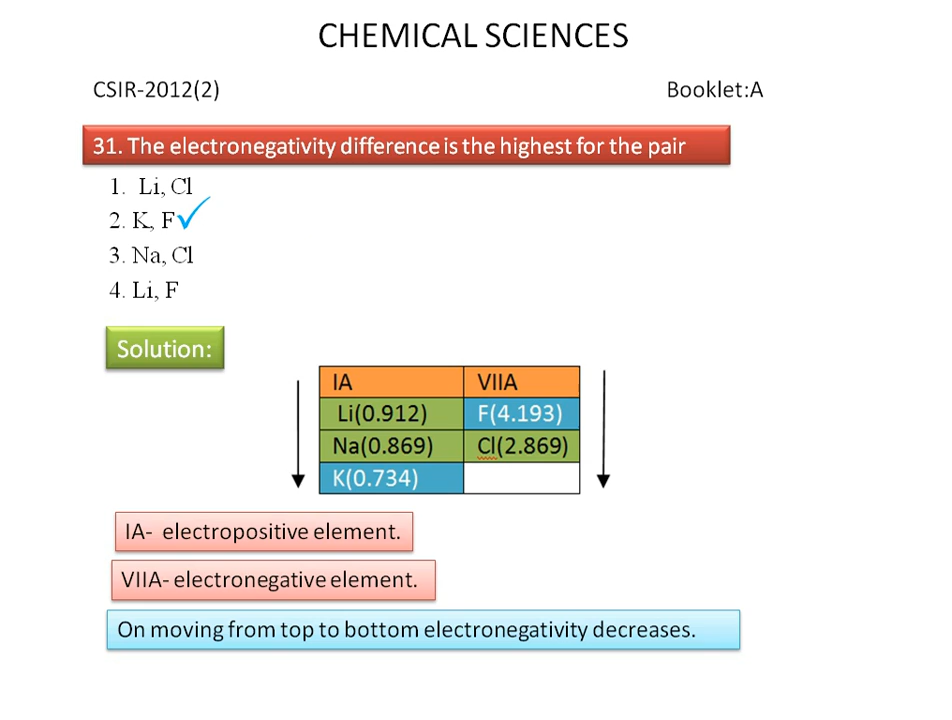 CHEMICAL SCIENCES
CSIR-2012(2) Booklet:A
31. The electronegativity difference is the highest for the pair
1. Li, Cl
2. K, F
3. Na, Cl
4. Li, F
Solution:
IA VIIA
Li(0.912) F(4.193)
Na(0.869) Cl(2.869)
K(0.734)
IA- electropositive element.
VIIA- electronegative element.
On moving from top to bottom electronegativity decreases.